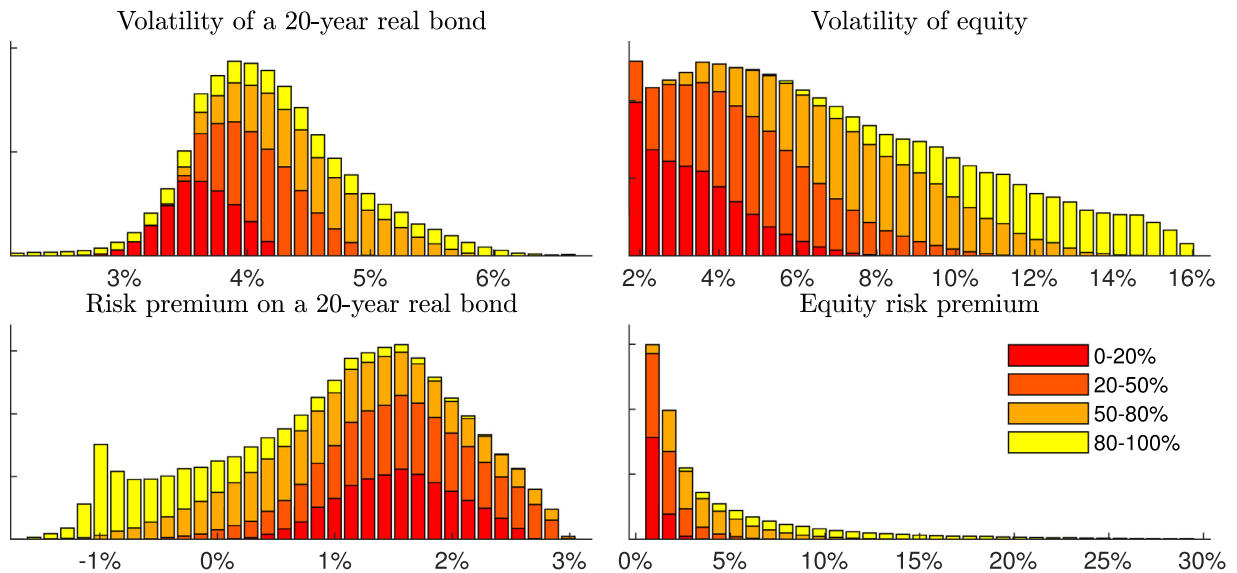 Volatility of a 20-year real bond
3% 4% 5% 6%
Volatility of equity
2% 4% 6% 8% 10% 12% 14% 16%
Risk premium on a 20-year real bond
-1% 0% 1% 2% 3%
Equity risk premium
0-20%
20-50%
50-80%
80-100%
0% 5% 10% 15% 20% 25% 30%